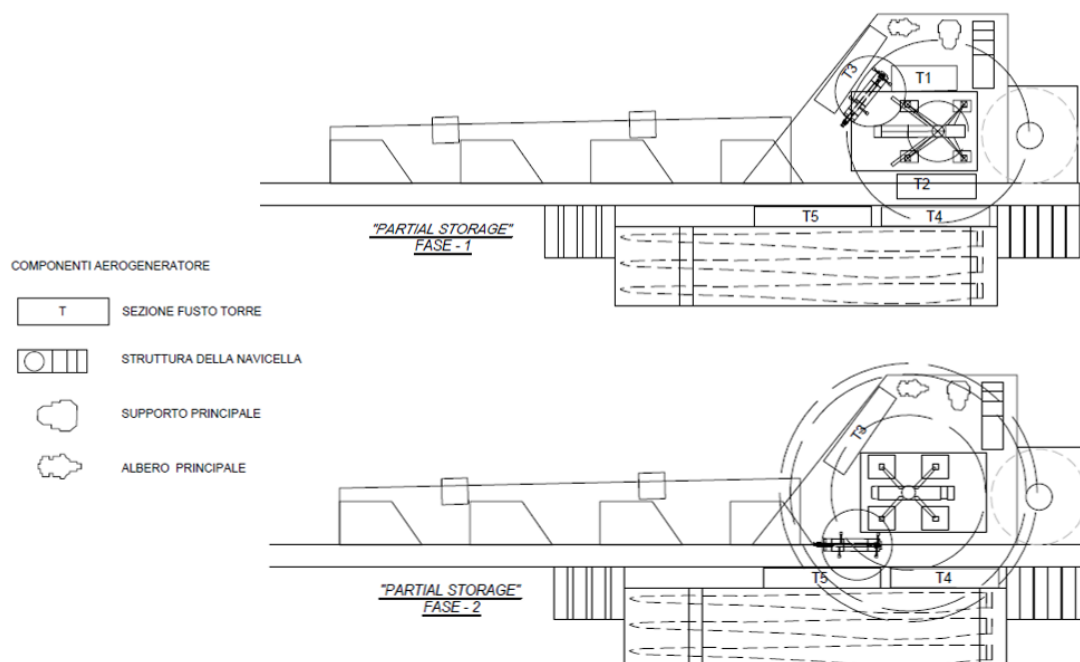 T3
T1
T2
T5
T4
"PARTIAL STORAGE"
FASE - 1
COMPONENTI AEROGENERATORE
T
SEZIONE FUSTO TORRE
STRUTTURA DELLA NAVICELLA
SUPPORTO PRINCIPALE
ALBERO PRINCIPALE
T3
T5
T4
"PARTIAL STORAGE"
FASE - 2